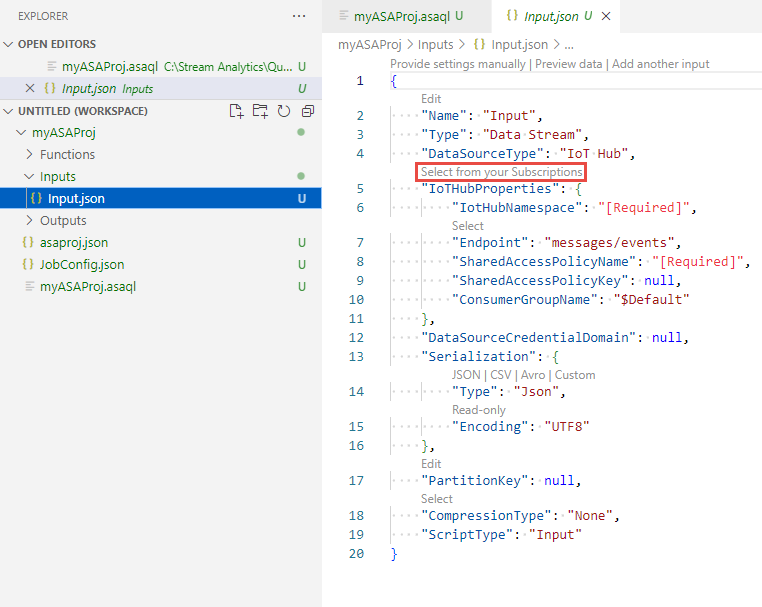 EXPLORER ···
OPEN EDITORS
myASAProj.asaql C:\Stream Analytics\Qu... U
Input.json Inputs U
UNTITLED (WORKSPACE)
myASAProj
Functions
Inputs
{} Input.json U
Outputs
{} asaproj.json U
{} JobConfig.json U
myASAProj.asaql U
myASAProj.asaql U
{} Input.json U
myASAProj > Inputs > {} Input.json > ...
Provide settings manually | Preview data | Add another input
1 {
Edit
2 "Name": "Input",
3 "Type": "Data Stream",
4 "DataSourceType": "IoT Hub",
Select from your Subscriptions
5 "IoTHubProperties": {
6 "IotHubNamespace": "[Required]",
Select
7 "Endpoint": "messages/events",
8 "SharedAccessPolicyName": "[Required]",
9 "SharedAccessPolicyKey": null,
10 "ConsumerGroupName": "$Default"
11 },
12 "DataSourceCredentialDomain": null,
13 "Serialization": {
JSON | CSV | Avro | Custom
14 "Type": "Json",
Read-only
15 "Encoding": "UTF8"
16 },
Edit
17 "PartitionKey": null,
Select
18 "CompressionType": "None",
19 "ScriptType": "Input"
20 }